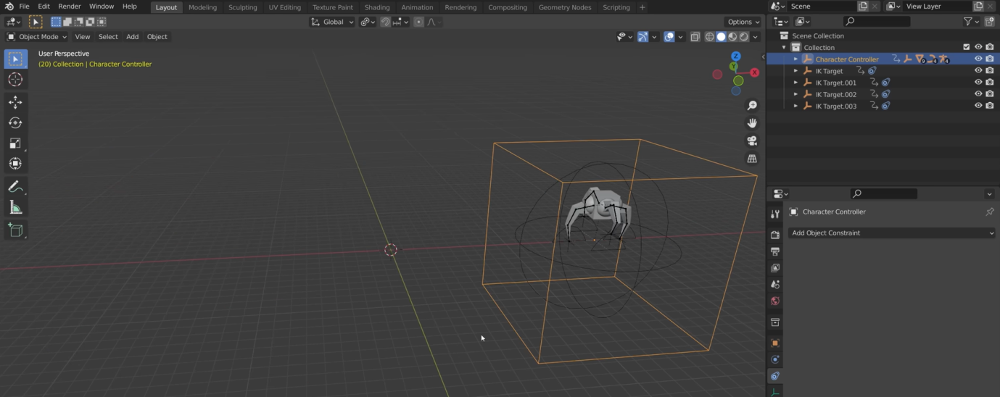 File Edit Render Window Help Layout Modeling Sculpting UV Editing Texture Paint Shading Animation Rendering Compositing Geometry Nodes Scripting + Scene View Layer
Global Options
Object Mode View Select Add Object
User Perspective
(20) Collection | Character Controller
Z
Y
X
Scene Collection
Collection
Character Controller 9 4 4
IK Target
IK Target.001
IK Target.002
IK Target.003
Character Controller
Add Object Constraint